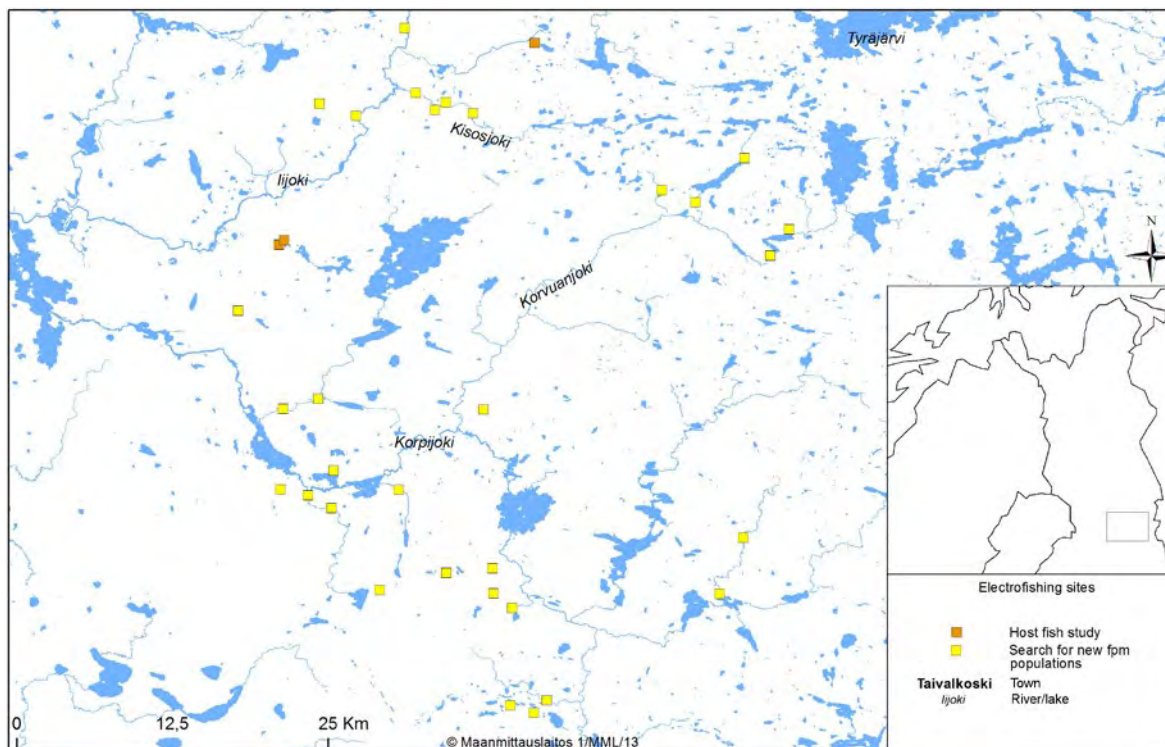 Tyräjärvi
Kisosjoki
Iijoki
N
Korvuanjoki
Korpijoki
Electrofishing sites
Host fish study
Search for new fpm
populations
Taivalkoski Town
Iijoki River/lake
0 12,5 25 Km
© Maanmittauslaitos 1/MML/13